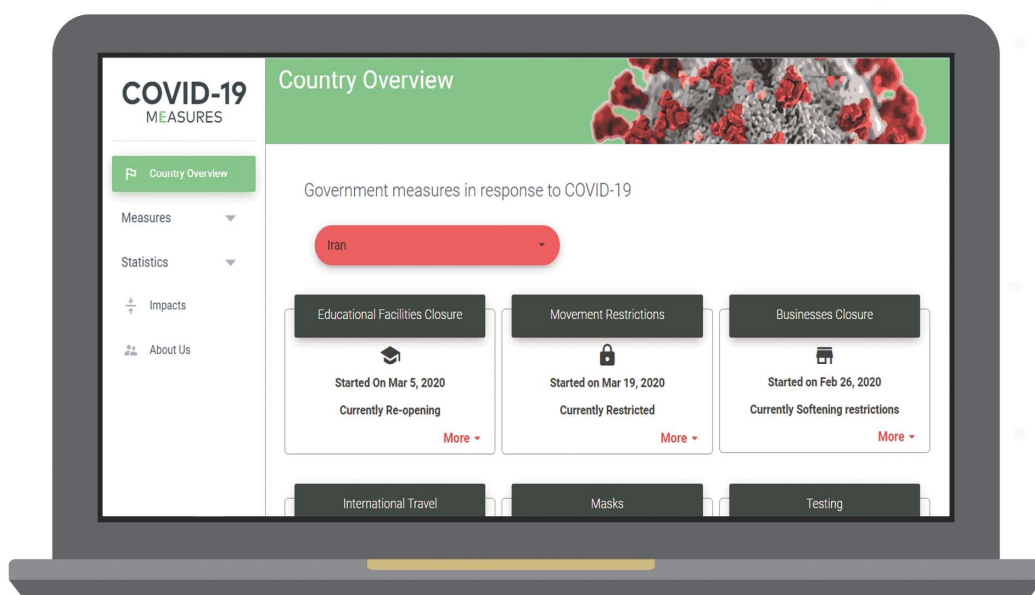 COVID-19
MEASURES
Country Overview
Measures
Statistics
Impacts
About Us
Country Overview
Government measures in response to COVID-19
Iran
Educational Facilities Closure
Started On Mar 5, 2020
Currently Re-opening
More
Movement Restrictions
Started on Mar 19, 2020
Currently Restricted
More
Businesses Closure
Started on Feb 26, 2020
Currently Softening restrictions
More
International Travel
Masks
Testing